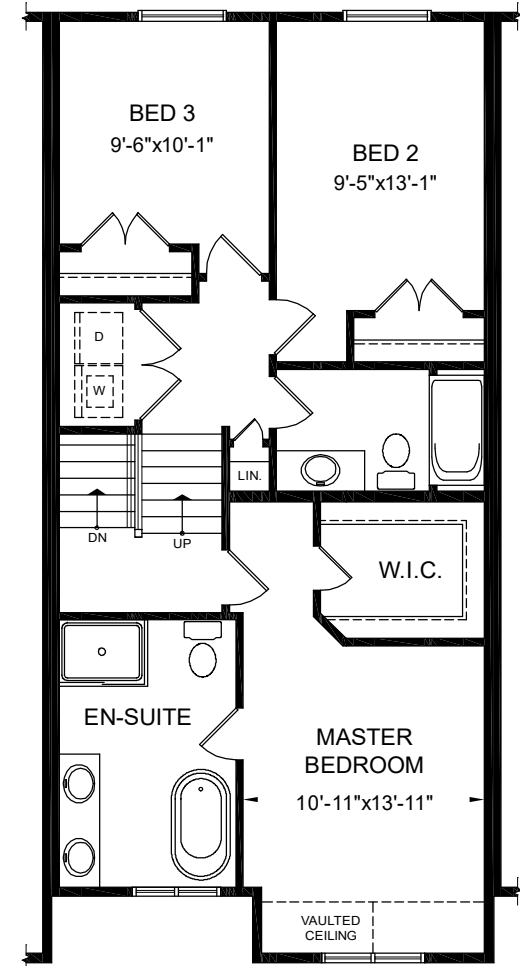 BED 3
9'-6"x10'-1"
BED 2
9'-5"x13'-1"
D
W
LIN.
DN
UP
W.I.C.
EN-SUITE
MASTER
BEDROOM
10'-11"x13'-11"
VAULTED
CEILING